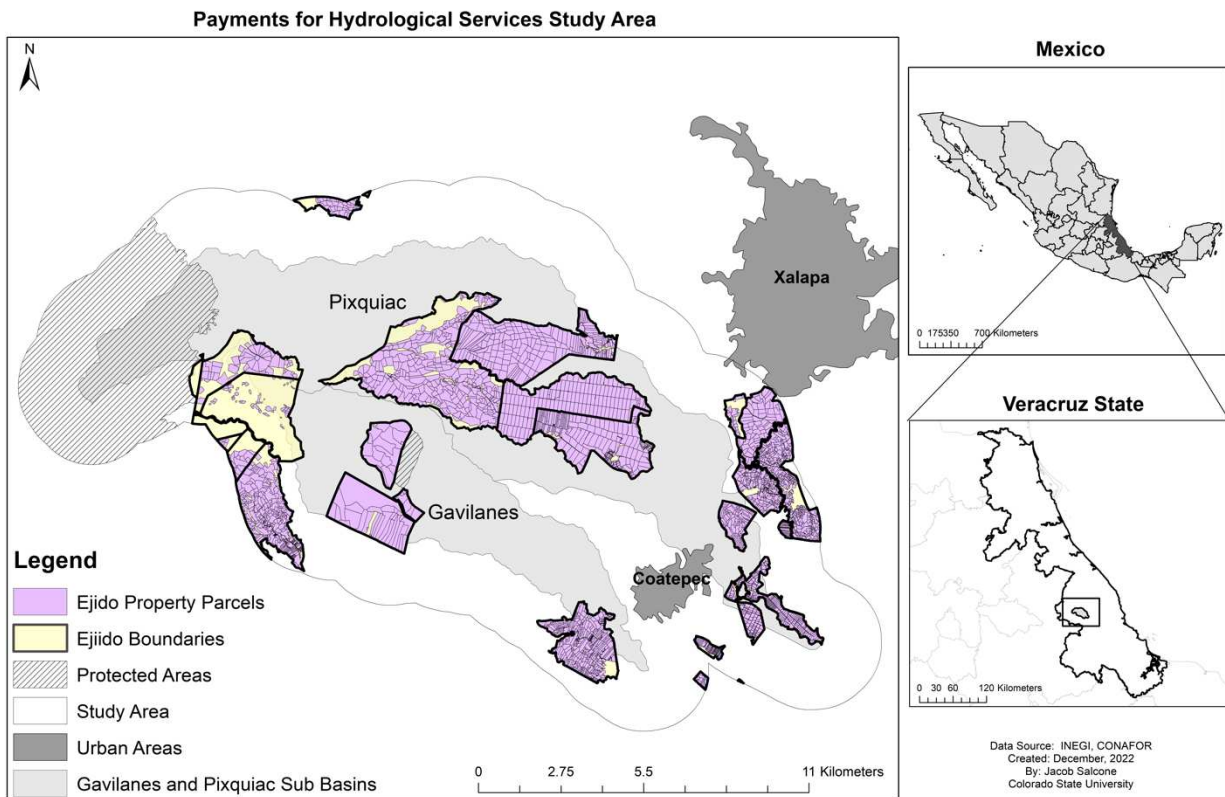 Payments for Hydrological Services Study Area
N
Pixquiac
Xalapa
Gavilanes
Coatepec
Legend
Ejido Property Parcels
Ejiido Boundaries
Protected Areas
Study Area
Urban Areas
Gavilanes and Pixquiac Sub Basins
0 2.75 5.5 11 Kilometers
Mexico
0 175350 700 Kilometers
Veracruz State
0 30 60 120 Kilometers
Data Source: INEGI, CONAFOR
Created: December, 2022
By: Jacob Salcone
Colorado State University